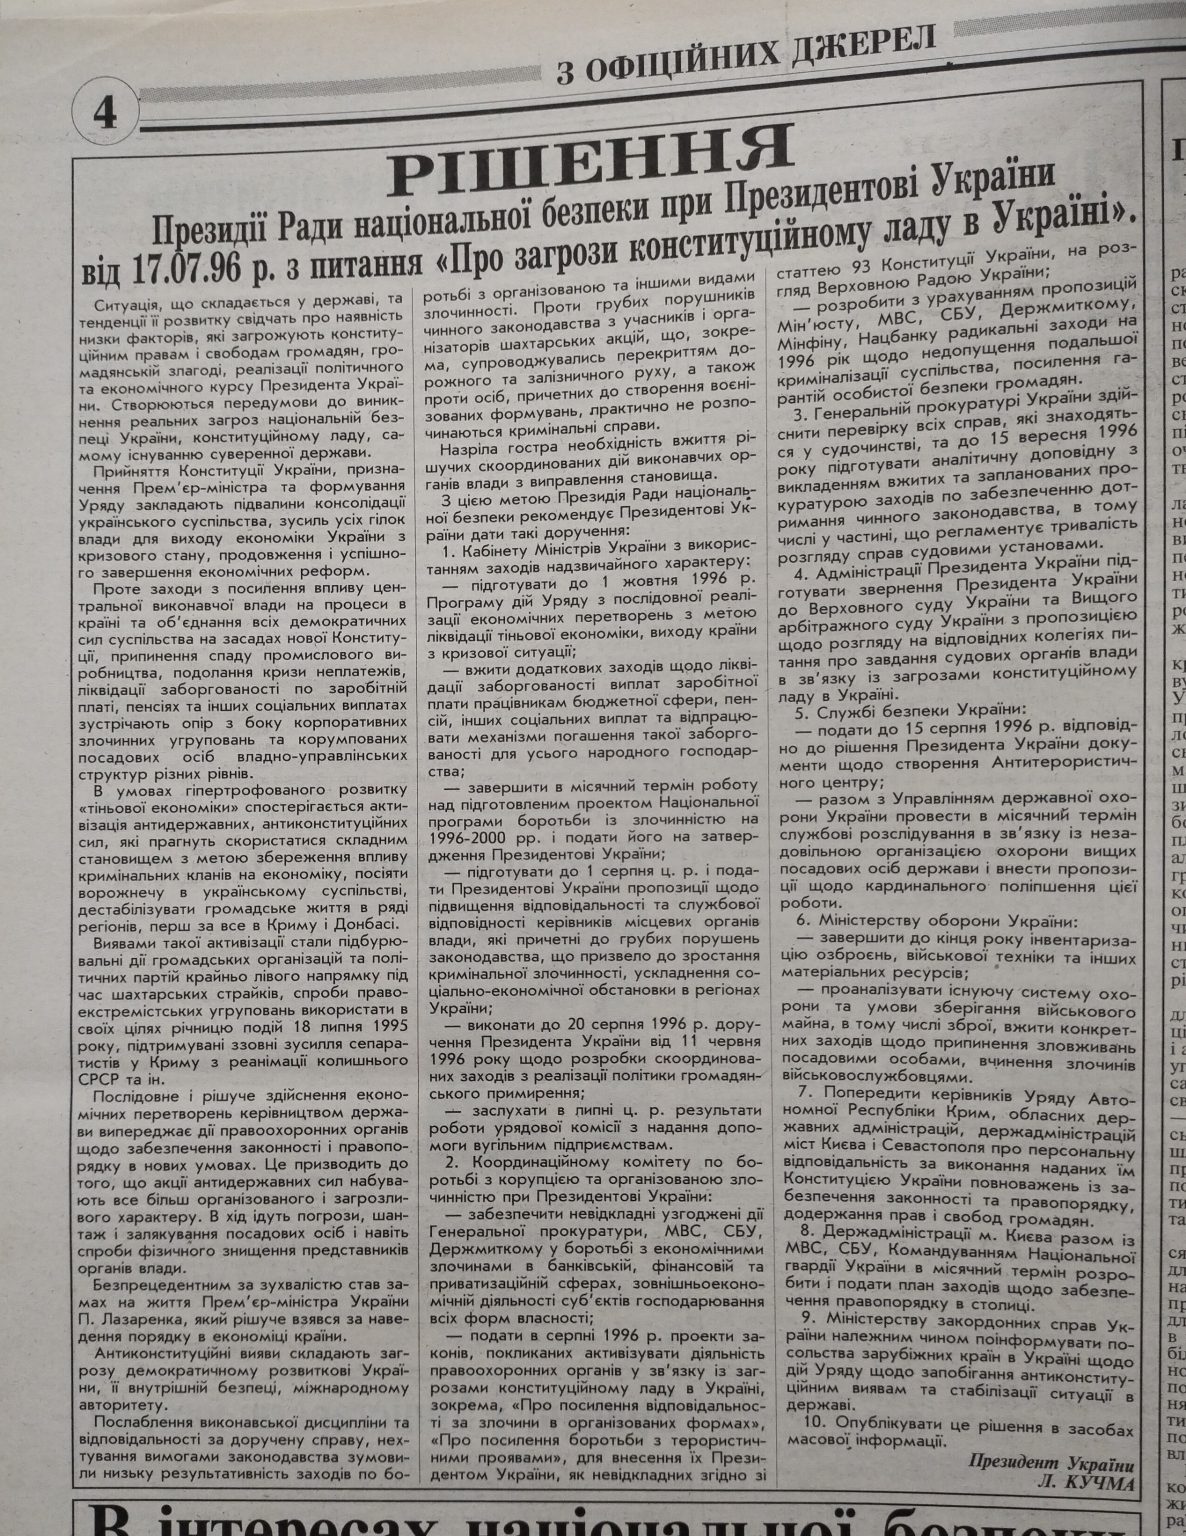 З ОФІЦІЙНИХ ДЖЕРЕЛ
4
РІШЕННЯ
Президії Ради національної безпеки при Президентові України
від 17.07.96 р. з питання «Про загрози конституційному ладу в Україні».
Ситуація, що складається у державі, та
тенденції її розвитку свідчать про наявність
низки факторів, які загрожують конститу-
ційним правам і свободам громадян, гро-
мадянській злагоді, реалізації політичного
та економічного курсу Президента Украї-
ни. Створюються передумови до виник-
нення реальних загроз національній без-
пеці України, конституційному ладу, са-
мому існуванню суверенної держави.
Прийняття Конституції України, призна-
чення Прем’єр-міністра та формування
Уряду закладають підвалини консолідації
українського суспільства, зусиль усіх гілок
влади для виходу економіки України з
кризового стану, продовження і успішно-
го завершення економічних реформ.
Проте заходи з посилення впливу цен-
тральної виконавчої влади на процеси в
країні та об’єднання всіх демократичних
сил суспільства на засадах нової Конститу-
ції, припинення спаду промислового ви-
робництва, подолання кризи неплатежів,
ліквідації заборгованості по заробітній
платі, пенсіях та інших соціальних виплатах
зустрічають опір з боку корпоративних
злочинних угруповань та корумпованих
посадових осіб владно-управлінських
структур різних рівнів.
В умовах гіпертрофованого розвитку
«тіньової економіки» спостерігається акти-
візація антидержавних, антиконституційних
сил, які прагнуть скористатися складним
становищем з метою збереження впливу
кримінальних кланів на економіку, посіяти
ворожнечу в українському суспільстві,
дестабілізувати громадське життя в ряді
регіонів, перш за все в Криму і Донбасі.
Виявами такої активізації стали підбурю-
вальні дії громадських організацій та полі-
тичних партій крайньо лівого напрямку під
час шахтарських страйків, спроби право-
екстремістських угруповань використати в
своїх цілях річницю подій 18 липня 1995
року, підтримувані ззовні зусилля сепара-
тистів у Криму з реанімації колишнього
СРСР та ін.
Послідовне і рішуче здійснення еконо-
мічних перетворень керівництвом держа-
ви випереджає дії правоохоронних органів
щодо забезпечення законності і правопо-
рядку в нових умовах. Це призводить до
того, що акції антидержавних сил набува-
ють все більш організованого і загрозли-
вого характеру. В хід ідуть погрози, шан-
таж і залякування посадових осіб і навіть
спроби фізичного знищення представників
органів влади.
Безпрецедентним за зухвалістю став за-
мах на життя Прем’єр-міністра України
П. Лазаренка, який рішуче взявся за наве-
дення порядку в економіці країни.
Антиконституційні вияви складають заг-
розу демократичному розвиткові Украї-
ни, її внутрішній безпеці, міжнародному
авторитету.
Послаблення виконавської дисципліни та
відповідальності за доручену справу, нех-
тування вимогами законодавства зумови-
ли низьку результативність заходів по бо-
ротьбі з організованою та іншими видами
злочинності. Проти грубих порушників
чинного законодавства з учасників і орга-
нізаторів шахтарських акцій, що, зокре-
ма, супроводжувались перекриттям до-
рожного та залізничного руху, а також
проти осіб, причетних до створення воєні-
зованих формувань, практично не розпо-
чинаються кримінальні справи.
Назріла гостра необхідність вжиття рі-
шучих скоординованих дій виконавчих ор-
ганів влади з виправлення становища.
З цією метою Президія Ради національ-
ної безпеки рекомендує Президентові Ук-
раїни дати такі доручення:
1. Кабінету Міністрів України з викорис-
танням заходів надзвичайного характеру:
— підготувати до 1 жовтня 1996 р.
Програму дій Уряду з послідовної реалі-
зації економічних перетворень з метою
ліквідації тіньової економіки, виходу країни
з кризової ситуації;
— вжити додаткових заходів щодо лікві-
дації заборгованості виплат заробітної
плати працівникам бюджетної сфери, пен-
сій, інших соціальних виплат та відпрацю-
вати механізми погашення такої заборго-
ваності для усього народного господар-
ства;
— завершити в місячний термін роботу
над підготовленим проектом Національної
програми боротьби із злочинністю на
1996-2000 рр. і подати його на затвер-
дження Президентові України;
— підготувати до 1 серпня ц. р. і пода-
ти Президентові України пропозиції щодо
підвищення відповідальності та службової
відповідності керівників місцевих органів
влади, які причетні до грубих порушень
законодавства, що призвело до зростання
кримінальної злочинності, ускладнення со-
ціально-економічної обстановки в регіонах
України;
— виконати до 20 серпня 1996 р. дору-
чення Президента України від 11 червня
1996 року щодо розробки скоординова-
них заходів з реалізації політики громадян-
ського примирення;
— заслухати в липні ц. р. результати
роботи урядової комісії з надання допо-
моги вугільним підприємствам.
2. Координаційному комітету по бо-
ротьбі з корупцією та організованою зло-
чинністю при Президентові України:
— забезпечити невідкладні узгоджені дії
Генеральної прокуратури, МВС, СБУ,
Держмиткому у боротьбі з економічними
злочинами в банківській, фінансовій та
приватизаційній сферах, зовнішньоеконо-
мічній діяльності суб’єктів господарювання
всіх форм власності;
— подати в серпні 1996 р. проекти за-
конів, покликаних активізувати діяльність
правоохоронних органів у зв’язку із заг-
розами конституційному ладу в Україні,
зокрема, «Про посилення відповідальнос-
ті за злочини в організованих формах»,
«Про посилення боротьби з терористич-
ними проявами», для внесення їх Прези-
дентом України, як невідкладних згідно зі
статтею 93 Конституції України, на роз-
гляд Верховною Радою України;
— розробити з урахуванням пропозицій
Мін’юсту, МВС, СБУ, Держмиткому,
Мінфіну, Нацбанку радикальні заходи на
1996 рік щодо недопущення подальшої
криміналізації суспільства, посилення га-
рантій особистої безпеки громадян.
3. Генеральній прокуратурі України здій-
снити перевірку всіх справ, які знаходять-
ся у судочинстві, та до 15 вересня 1996
року підготувати аналітичну доповідну з
викладенням вжитих та запланованих про-
куратурою заходів по забезпеченню дот-
римання чинного законодавства, в тому
числі у частині, що регламентує тривалість
розгляду справ судовими установами.
4. Адміністрації Президента України під-
готувати звернення Президента України
до Верховного суду України та Вищого
арбітражного суду України з пропозицією
щодо розгляду на відповідних колегіях пи-
тання про завдання судових органів влади
в зв’язку із загрозами конституційному
ладу в Україні.
5. Службі безпеки України:
— подати до 15 серпня 1996 р. відповід-
но до рішення Президента України доку-
менти щодо створення Антитерористич-
ного центру;
— разом з Управлінням державної охо-
рони України провести в місячний термін
службові розслідування в зв’язку із неза-
довільною організацією охорони вищих
посадових осіб держави і внести пропози-
ції щодо кардинального поліпшення цієї
роботи.
6. Міністерству оборони України:
— завершити до кінця року інвентариза-
цію озброєнь, військової техніки та інших
матеріальних ресурсів;
— проаналізувати існуючу систему охо-
рони та умови зберігання військового
майна, в тому числі зброї, вжити конкрет-
них заходів щодо припинення зловживань
посадовими особами, вчинення злочинів
військовослужбовцями.
7. Попередити керівників Уряду Авто-
номної Республіки Крим, обласних дер-
жавних адміністрацій, держадміністрацій
міст Києва і Севастополя про персональну
відповідальність за виконання наданих їм
Конституцією України повноважень із за-
безпечення законності та правопорядку,
додержання прав і свобод громадян.
8. Держадміністрації м. Києва разом із
МВС, СБУ, Командуванням Національної
гвардії України в місячний термін розро-
бити і подати план заходів щодо забезпе-
чення правопорядку в столиці.
9. Міністерству закордонних справ Ук-
раїни належним чином поінформувати по-
сольства зарубіжних країн в Україні щодо
дій Уряду щодо запобігання антиконститу-
ційним виявам та стабілізації ситуації в
державі.
10. Опублікувати це рішення в засобах
масової інформації.
Президент України
Л. КУЧМА
В інтересах національної безпеки